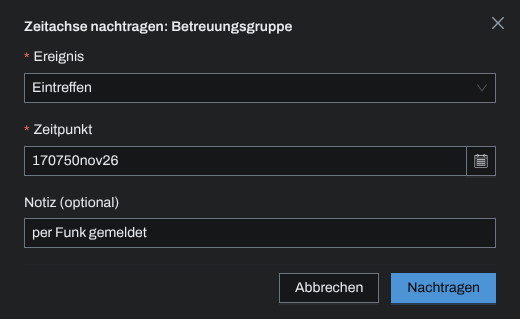 Zeitachse nachtragen: Betreuungsgruppe
* Ereignis
Eintreffen
* Zeitpunkt
170750nov26
Notiz (optional)
per Funk gemeldet
Abbrechen
Nachtragen